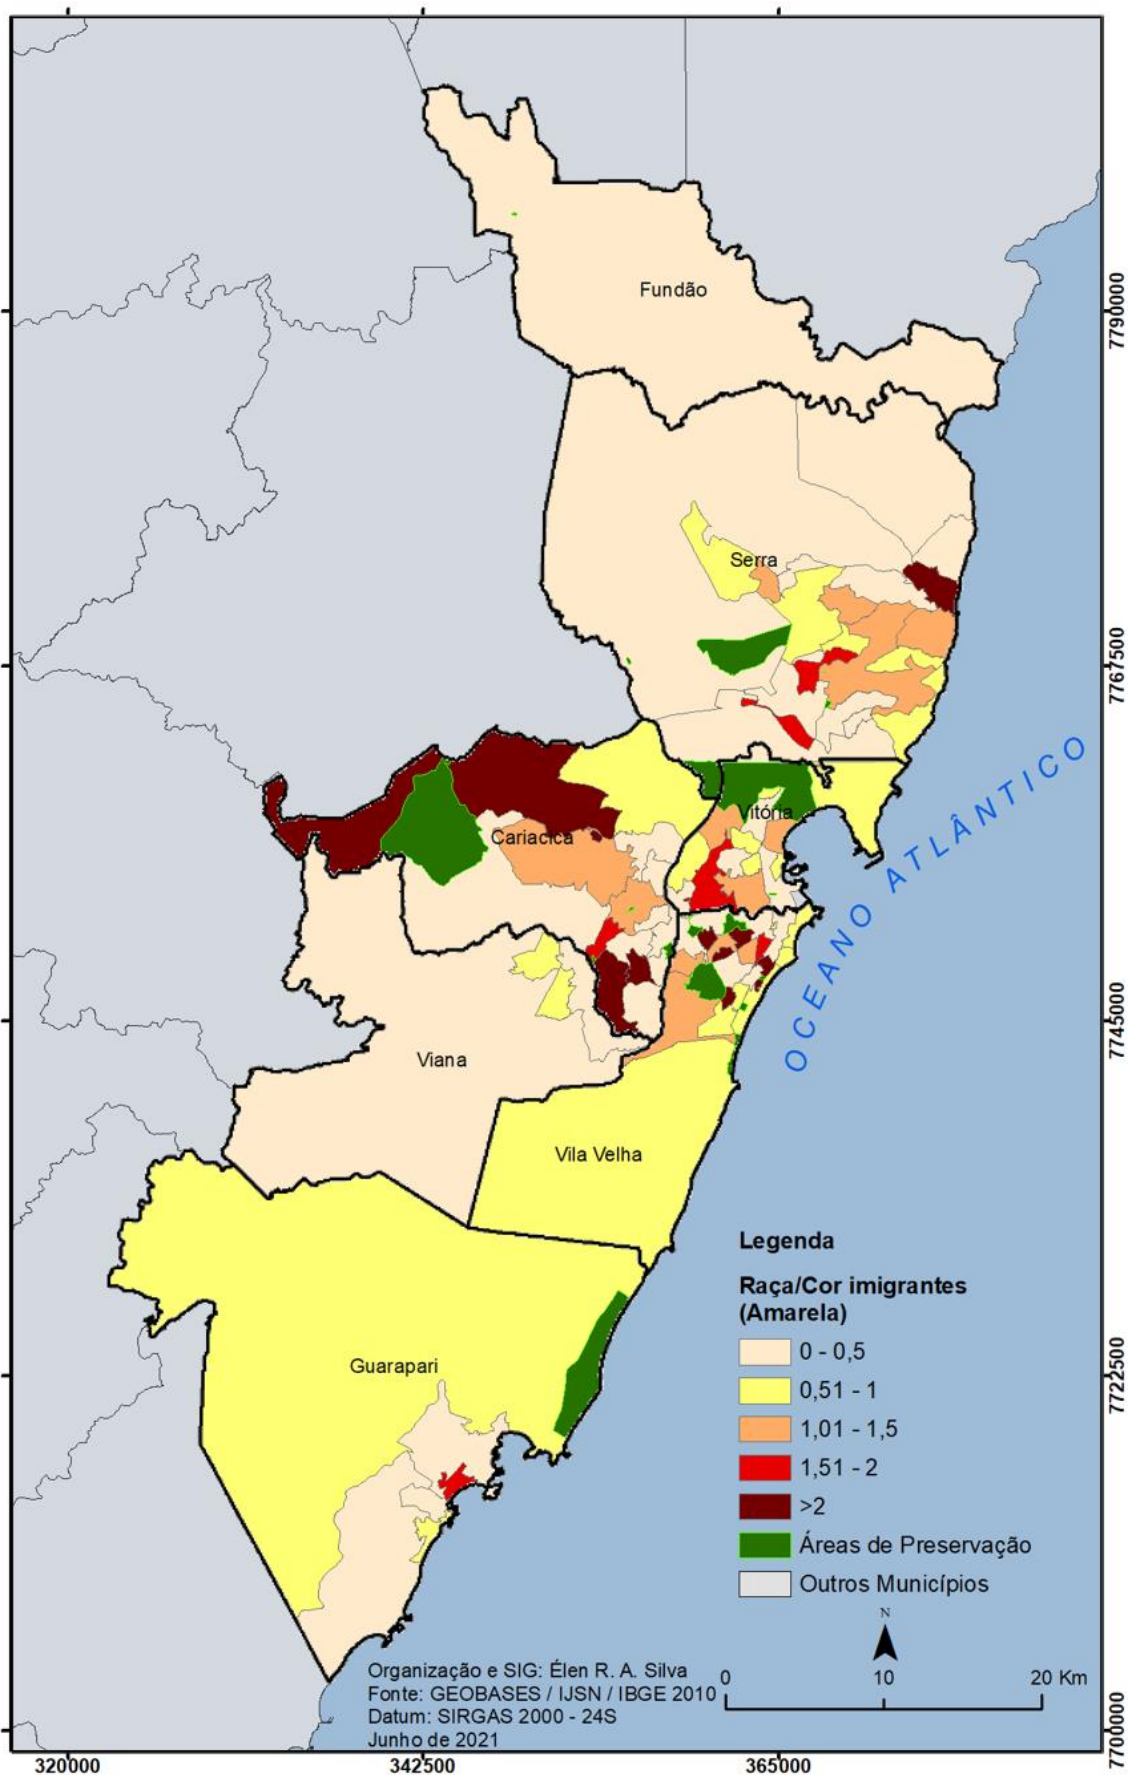 Fundão
7790000
Serra
7767500
OCEANO ATLÂNTICO
Vitória
Cariacica
7745000
Viana
Vila Velha
Legenda
Raça/Cor imigrantes
(Amarela)
0 - 0,5
0,51 - 1
1,01 - 1,5
1,51 - 2
>2
Áreas de Preservação
Outros Municípios
7722500
Guarapari
N
0 10 20 Km
Organização e SIG: Élen R. A. Silva
Fonte: GEOBASES / IJSN / IBGE 2010
Datum: SIRGAS 2000 - 24S
Junho de 2021
7700000
320000 342500 365000